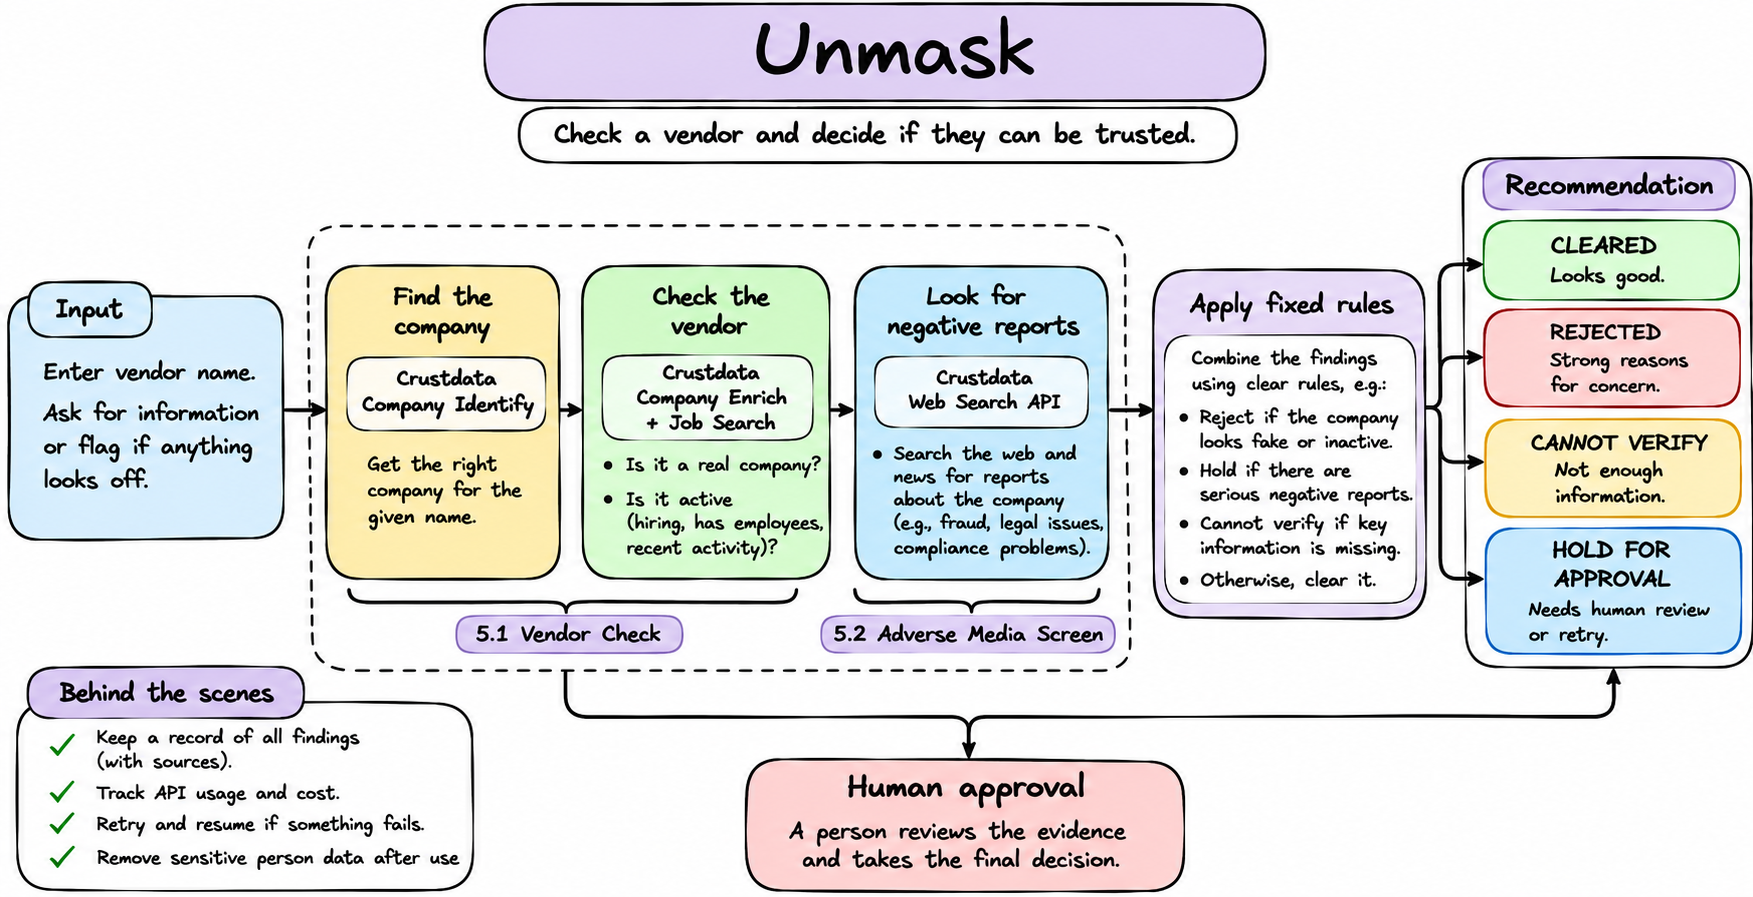 Unmask
Check a vendor and decide if they can be trusted.
Input
Enter vendor name.
Ask for information
or flag if anything
looks off.
Find the
company
Crustdata
Company Identify
Get the right
company for the
given name.
Check the
vendor
Crustdata
Company Enrich
+ Job Search
• Is it a real company?
• Is it active
(hiring, has employees,
recent activity)?
5.1 Vendor Check
Look for
negative reports
Crustdata
Web Search API
• Search the web and
news for reports
about the company
(e.g., fraud, legal issues,
compliance problems).
5.2 Adverse Media Screen
Apply fixed rules
Combine the findings
using clear rules, e.g.:
• Reject if the company
looks fake or inactive.
• Hold if there are
serious negative reports.
• Cannot verify if key
information is missing.
• Otherwise, clear it.
Recommendation
CLEARED
Looks good.
REJECTED
Strong reasons
for concern.
CANNOT VERIFY
Not enough
information.
HOLD FOR
APPROVAL
Needs human review
or retry.
Behind the scenes
✓ Keep a record of all findings
(with sources).
✓ Track API usage and cost.
✓ Retry and resume if something fails.
✓ Remove sensitive person data after use
Human approval
A person reviews the evidence
and takes the final decision.